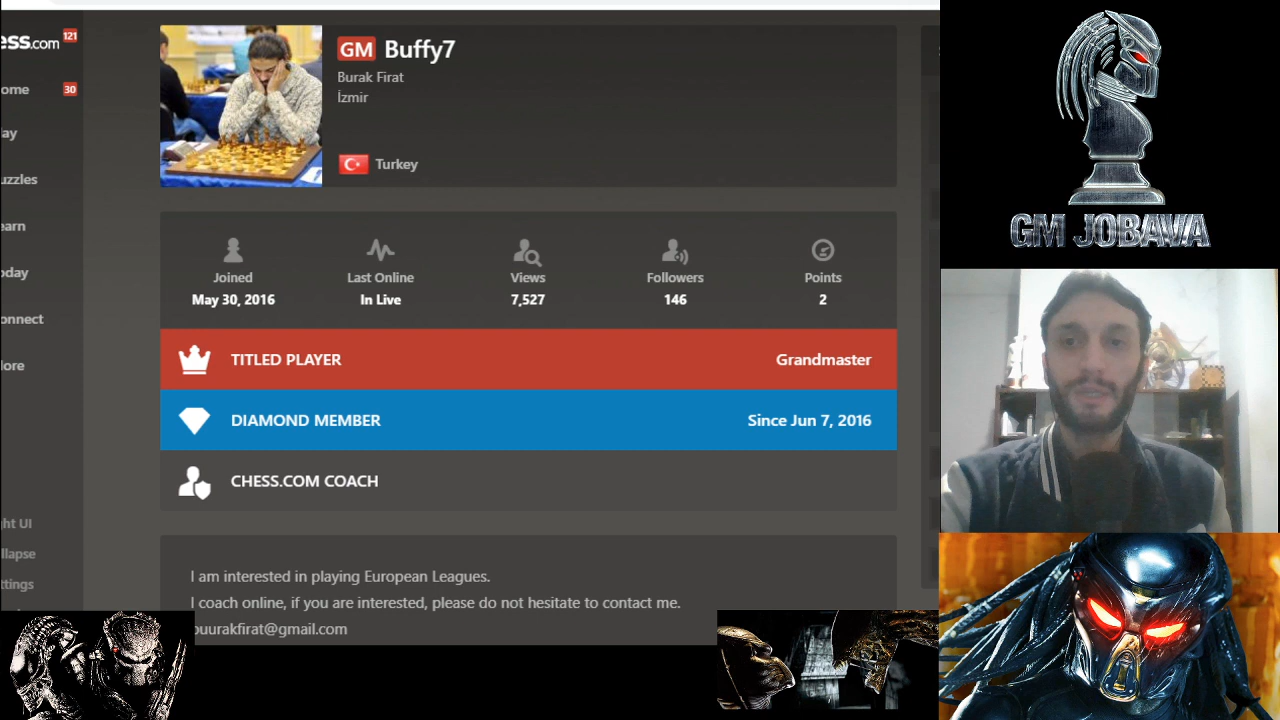 ess.com 121
ome 30
ay
uzzles
earn
oday
onnect
lore
ght UI
llapse
ttings
GM Buffy7
Burak Firat
İzmir
Turkey
Joined
May 30, 2016
Last Online
In Live
Views
7,527
Followers
146
Points
2
TITLED PLAYER Grandmaster
DIAMOND MEMBER Since Jun 7, 2016
CHESS.COM COACH
I am interested in playing European Leagues.
I coach online, if you are interested, please do not hesitate to contact me.
buurakfirat@gmail.com
GM JOBAVA